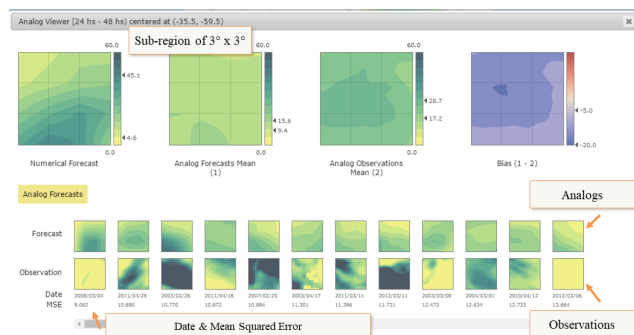 Analog Viewer [24 hs - 48 hs) centered at (-35.5, -59.5)
Sub-region of 3° x 3°
60.0
45.1
4.6
0.0
60.0
15.6
9.4
0.0
60.0
28.7
17.2
0.0
-5.0
-20.0
Numerical Forecast
Analog Forecasts Mean
(1)
Analog Observations
Mean (2)
Bias (1 - 2)
Analog Forecasts
Analogs
Forecast
Observation
Date 2008/03/04 2011/04/29 2003/02/26 2011/04/16 2007/02/25 2003/04/17 2011/03/11 2012/03/11 2003/03/12 2004/03/01 2010/04/12 2012/03/06
MSE 9.062 10.690 10.770 10.872 10.894 11.301 11.396 11.721 12.473 12.634 12.733 13.664
Date & Mean Squared Error
Observations